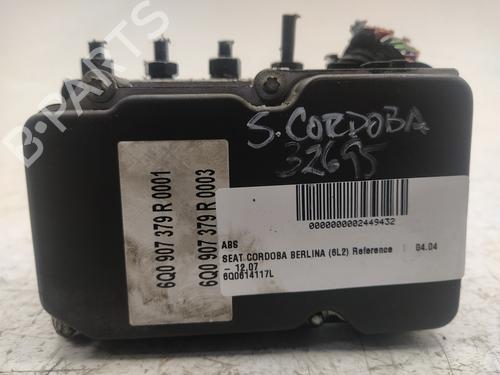 B-PARTS
S. CORDOBA
32695
6Q0 907 379 R 0001
6Q0 907 379 R 0003
0000000002449432
ABS
SEAT CORDOBA BERLINA (6L2) Reference | 04.04
- 12.07
6Q0614117L